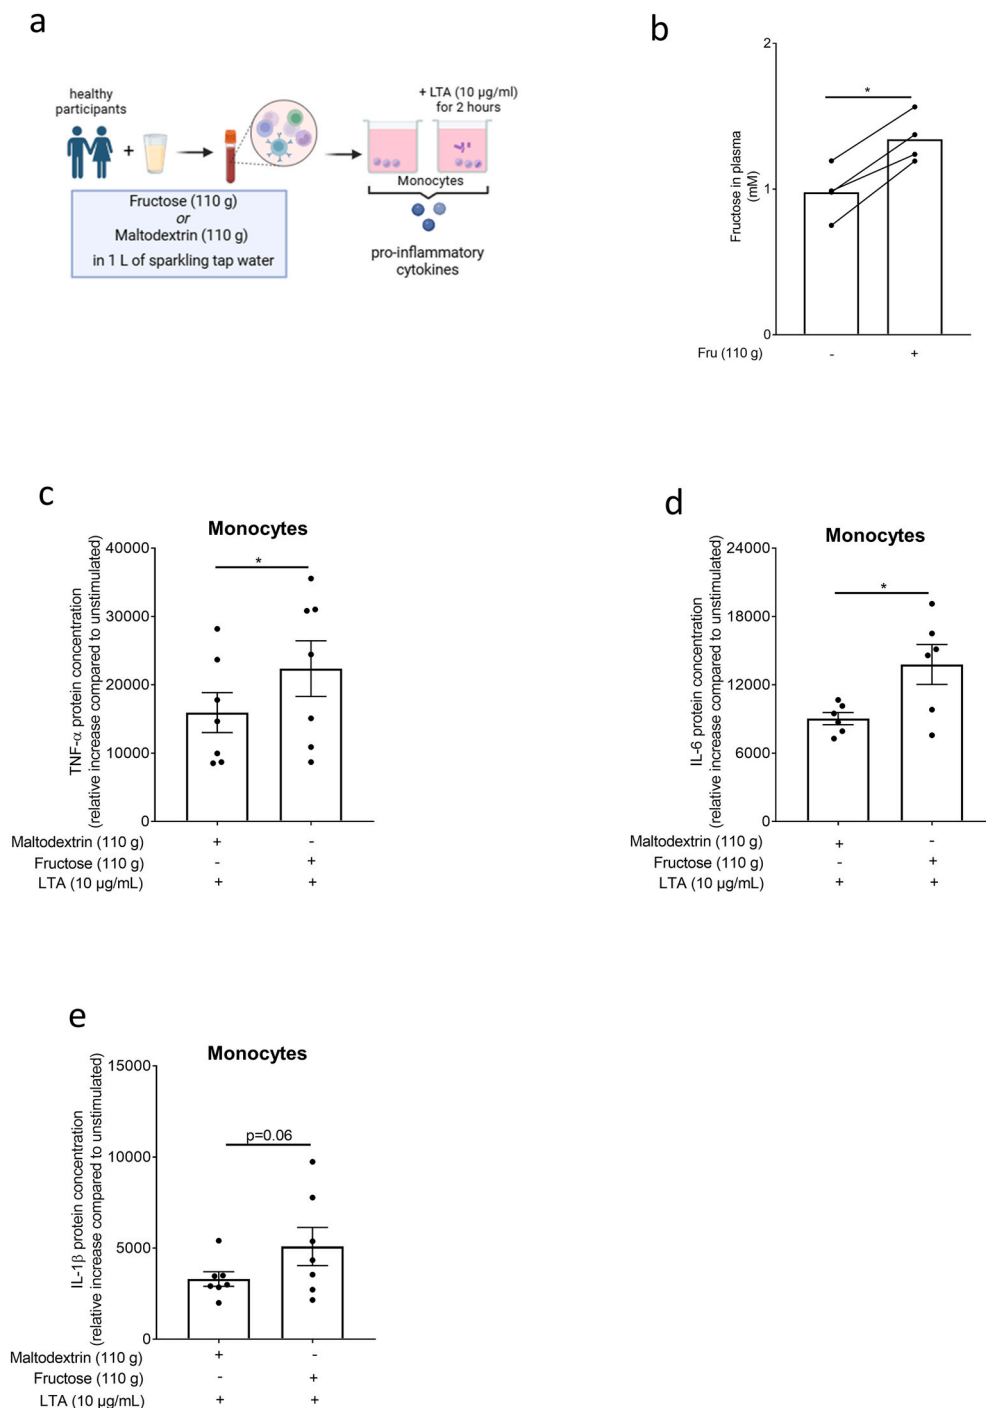 a
healthy
participants
+
+ LTA (10 µg/ml)
for 2 hours
Monocytes
pro-inflammatory
cytokines
Fructose (110 g)
or
Maltodextrin (110 g)
in 1 L of sparkling tap water
b
Fructose in plasma
(mM)
2
1
0
*
Fru (110 g) - +
c
Monocytes
TNF-α protein concentration
(relative increase compared to unstimulated)
40000
30000
20000
10000
0
*
Maltodextrin (110 g) + -
Fructose (110 g) - +
LTA (10 µg/mL) + +
d
Monocytes
IL-6 protein concentration
(relative increase compared to unstimulated)
24000
18000
12000
6000
0
*
Maltodextrin (110 g) + -
Fructose (110 g) - +
LTA (10 µg/mL) + +
e
Monocytes
IL-1β protein concentration
(relative increase compared to unstimulated)
15000
10000
5000
0
p=0.06
Maltodextrin (110 g) + -
Fructose (110 g) - +
LTA (10 µg/mL) + +